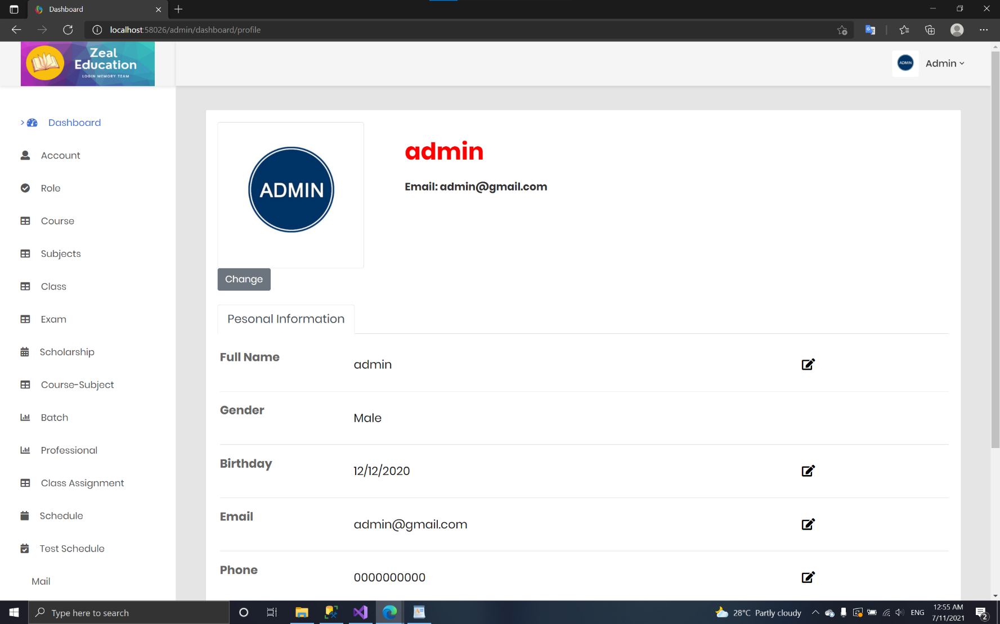 Dashboard
localhost:58026/admin/dashboard/profile
Zeal
Education
LOGIN MEMORY TEAM
ADMIN
Admin
Dashboard
Account
Role
Course
Subjects
Class
Exam
Scholarship
Course-Subject
Batch
Professional
Class Assignment
Schedule
Test Schedule
Mail
ADMIN
admin
Email: admin@gmail.com
Change
Pesonal Information
Full Name
admin
Gender
Male
Birthday
12/12/2020
Email
admin@gmail.com
Phone
0000000000
Type here to search
28°C Partly cloudy
ENG
12:55 AM
7/11/2021
2